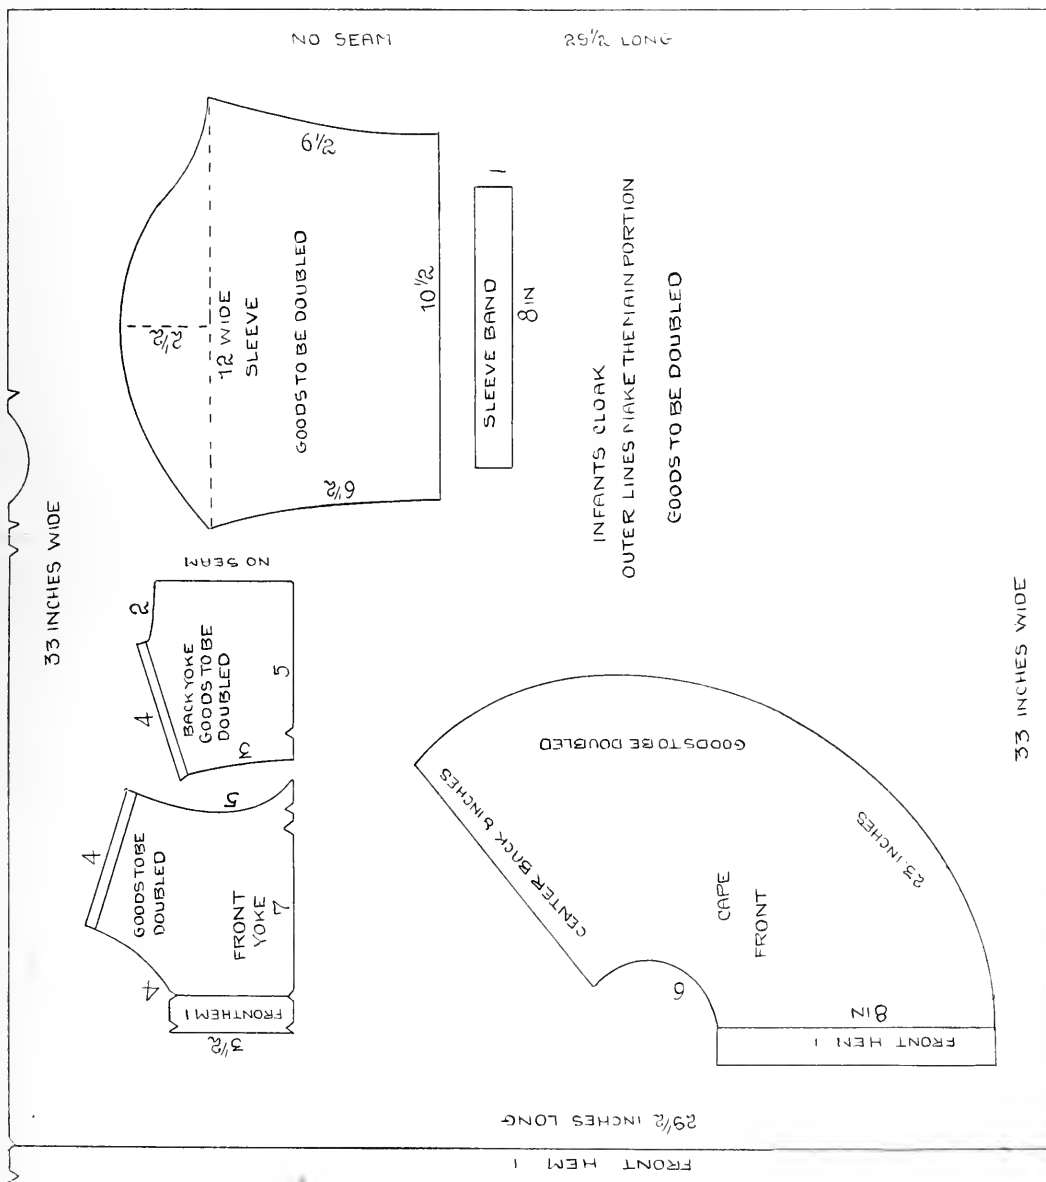 NO SEAM
29½ LONG
33 INCHES WIDE
2½
12 WIDE
SLEEVE
GOODS TO BE DOUBLED
6½
6½
10½
SLEEVE BAND
1
8 IN
INFANTS CLOAK
OUTER LINES MAKE THE MAIN PORTION
GOODS TO BE DOUBLED
NO SEAM
2
4
BACK YOKE
GOODS TO BE
DOUBLED
3
5
4
5
GOODS TO BE
DOUBLED
FRONT
YOKE
7
4
FRONT HEM 1
3½
GOODS TO BE DOUBLED
CENTER BACK 8 INCHES
23. INCHES
CAPE
FRONT
6
8 IN
FRONT HEM 1
33 INCHES WIDE
29½ INCHES LONG
FRONT HEM 1